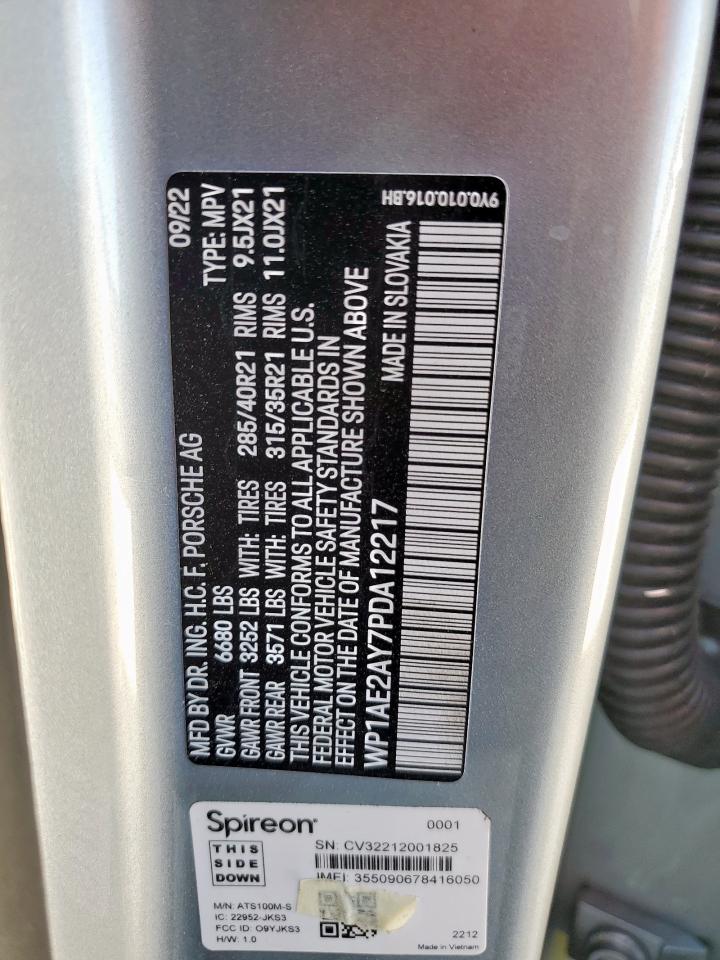 MFD BY DR. ING. H.C. F. PORSCHE AG 09/22
GVWR 6680 LBS TYPE: MPV
GAWR FRONT 3252 LBS WITH: TIRES 285/40R21 RIMS 9.5JX21
GAWR REAR 3571 LBS WITH: TIRES 315/35R21 RIMS 11.0JX21
THIS VEHICLE CONFORMS TO ALL APPLICABLE U.S.
FEDERAL MOTOR VEHICLE SAFETY STANDARDS IN
EFFECT ON THE DATE OF MANUFACTURE SHOWN ABOVE
WP1AE2AY7PDA12217 MADE IN SLOVAKIA
9Y0.010.016.BH
Spireon 0001
THIS SIDE DOWN
SN: CV32212001825
IMEI: 355090678416050
M/N: ATS100M-S
IC: 22952-JKS3
FCC ID: O9YJKS3
H/W: 1.0
2212
Made in Vietnam